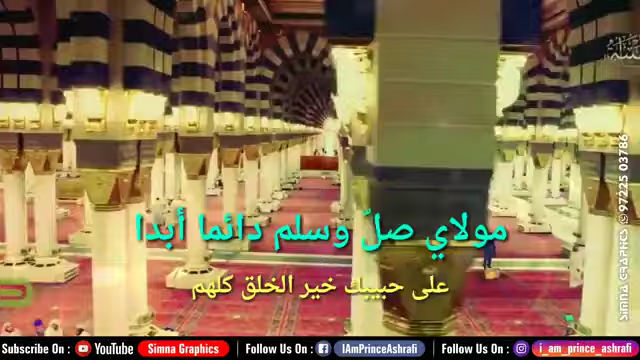 مولاي صلّ وسلم دائما أبدا
على حبيبك خير الخلق كلهم
SIMNA GRAPHICS 97225 03786
Subscribe On : YouTube Simna Graphics Follow Us On : IAmPrinceAshrafi Follow Us On : i_am_prince_ashrafi